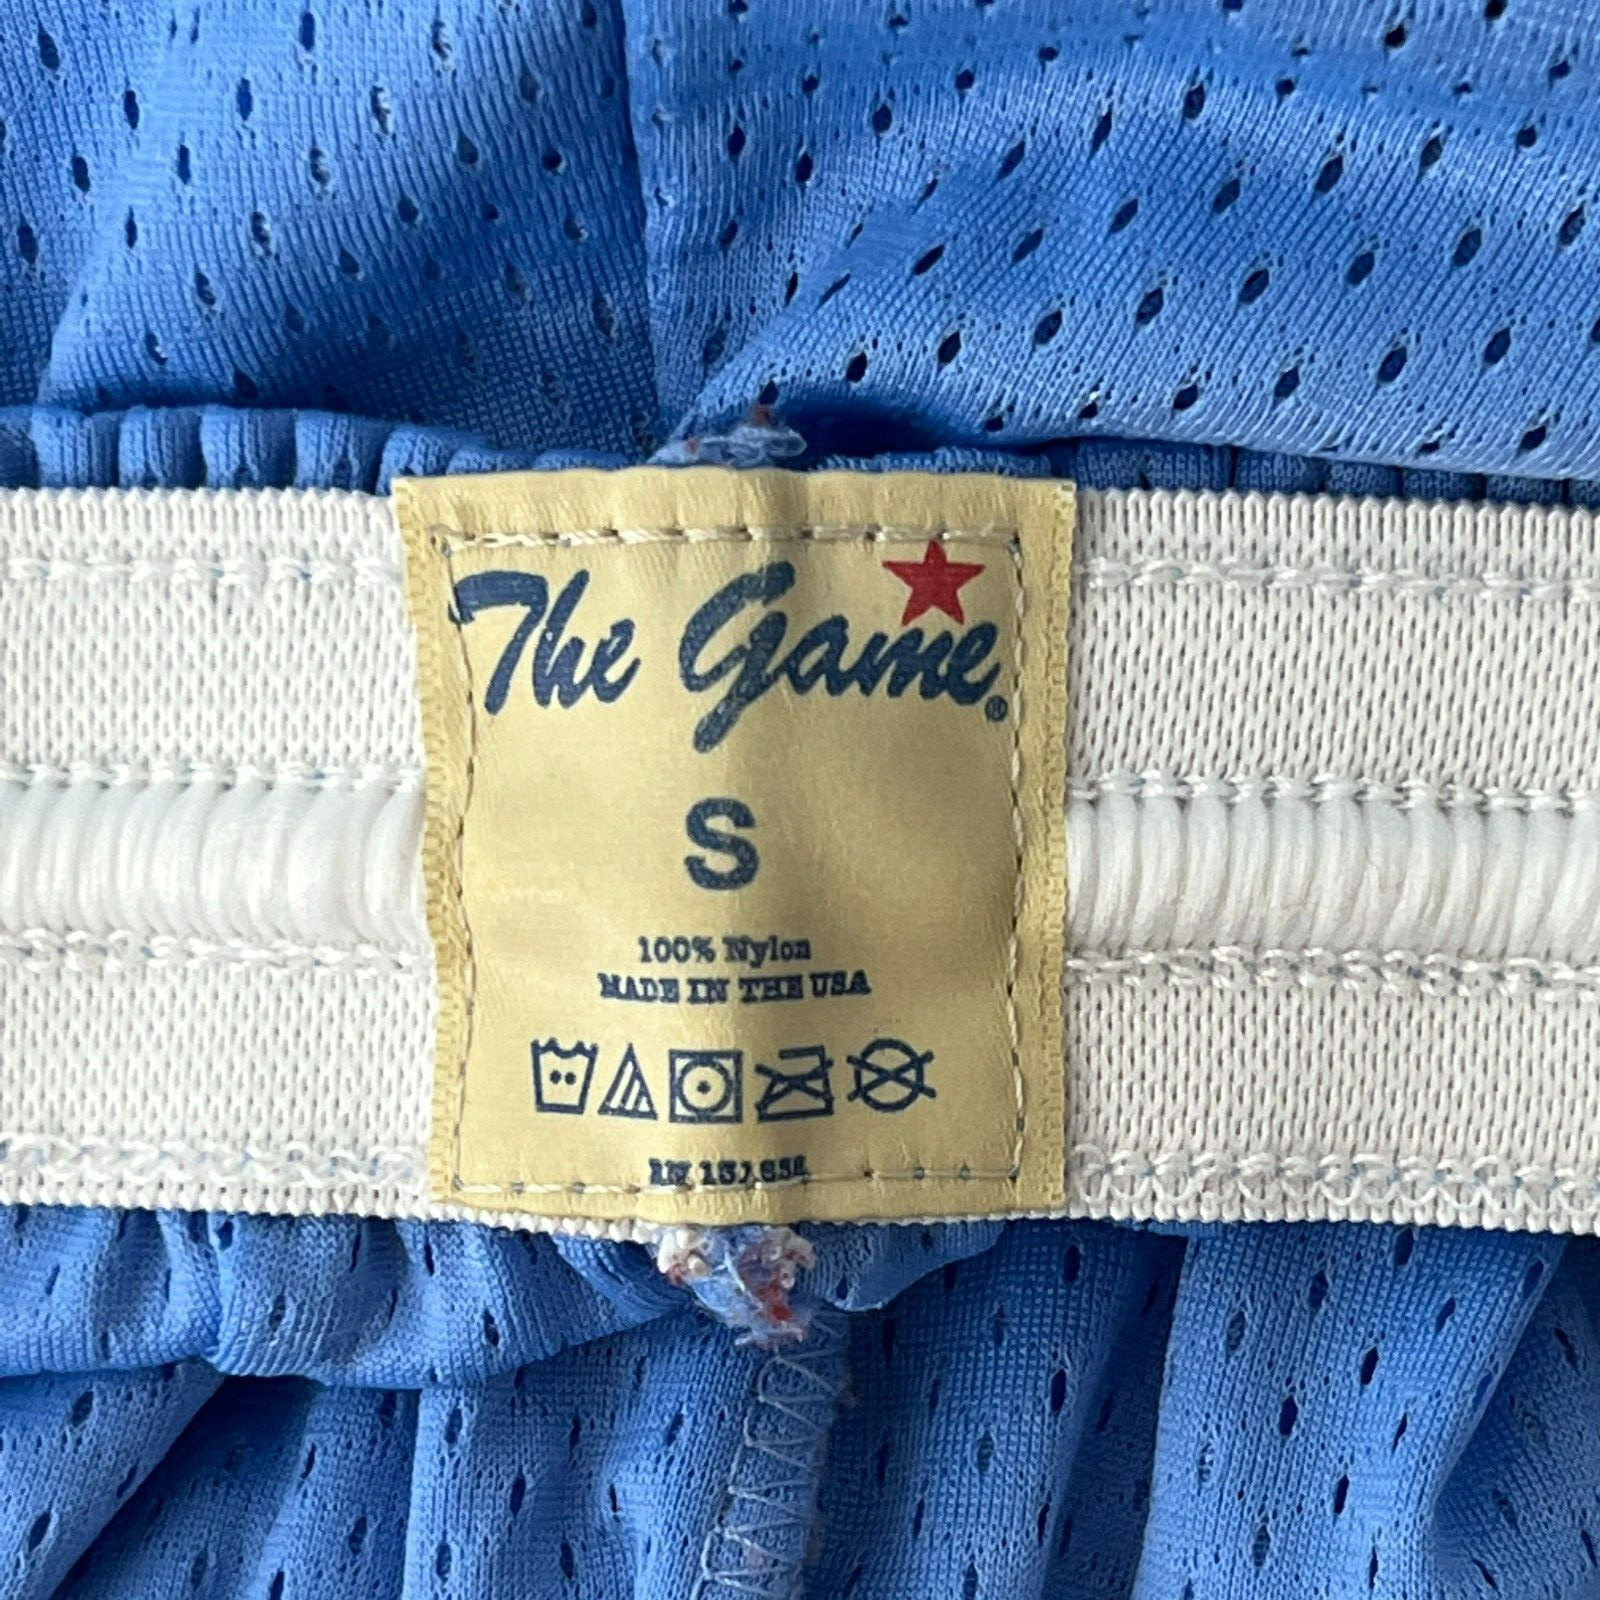 The Game®
S
100% Nylon
MADE IN THE USA